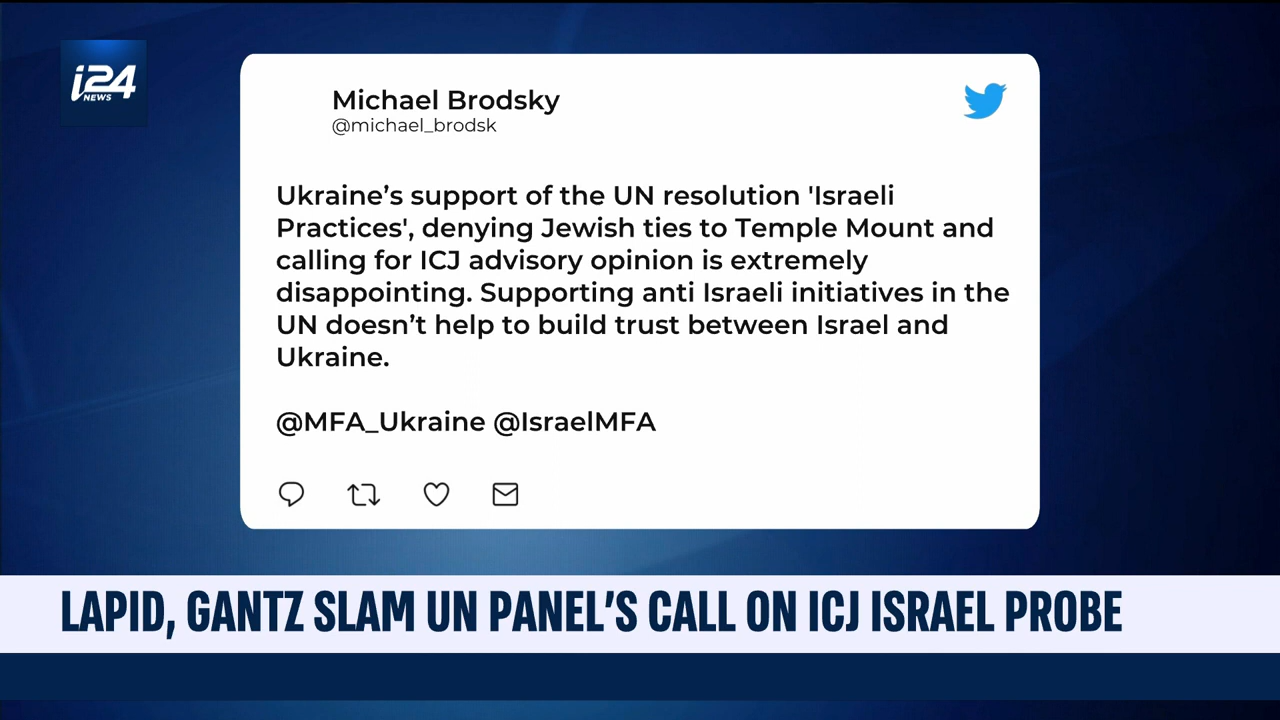 i24
NEWS
Michael Brodsky
@michael_brodsk
Ukraine’s support of the UN resolution 'Israeli
Practices', denying Jewish ties to Temple Mount and
calling for ICJ advisory opinion is extremely
disappointing. Supporting anti Israeli initiatives in the
UN doesn’t help to build trust between Israel and
Ukraine.
@MFA_Ukraine @IsraelMFA
LAPID, GANTZ SLAM UN PANEL’S CALL ON ICJ ISRAEL PROBE